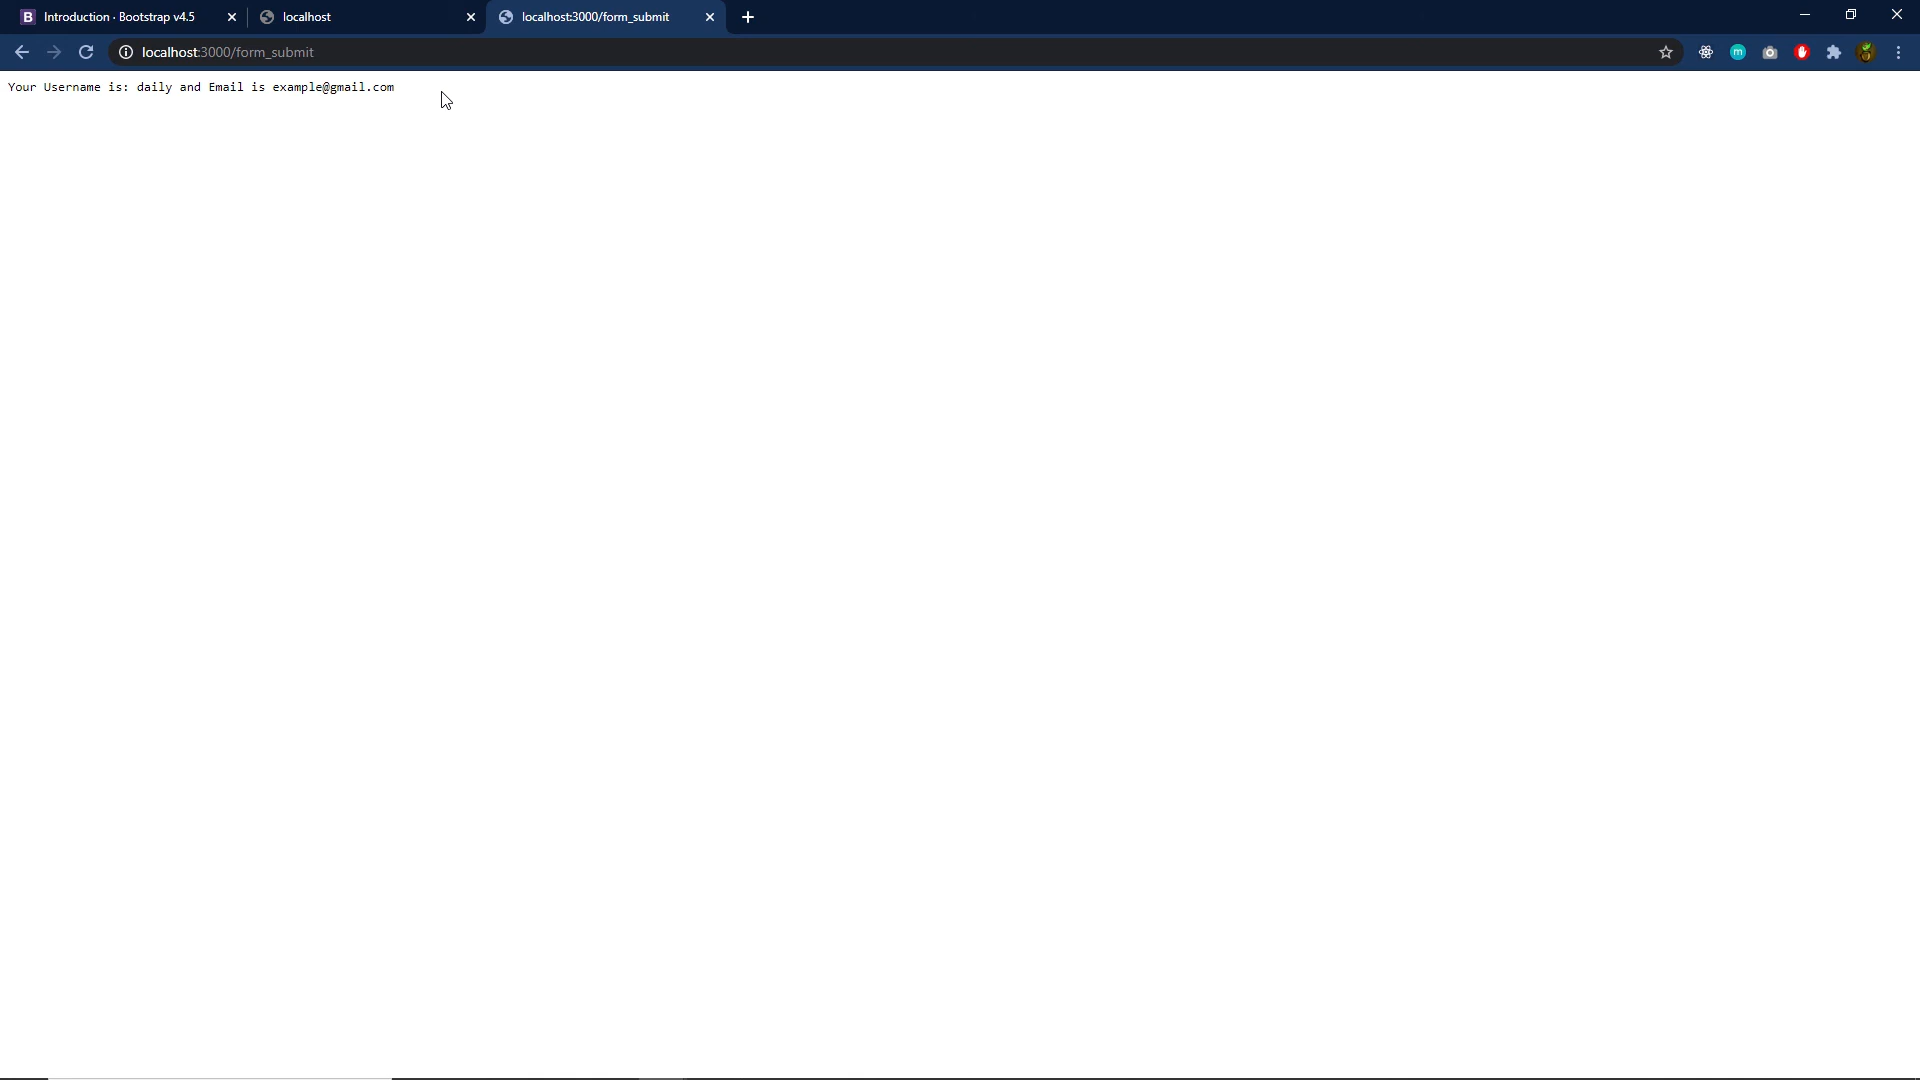 B Introduction · Bootstrap v4.5
localhost
localhost:3000/form_submit
localhost:3000/form_submit
m
Your Username is: daily and Email is example@gmail.com